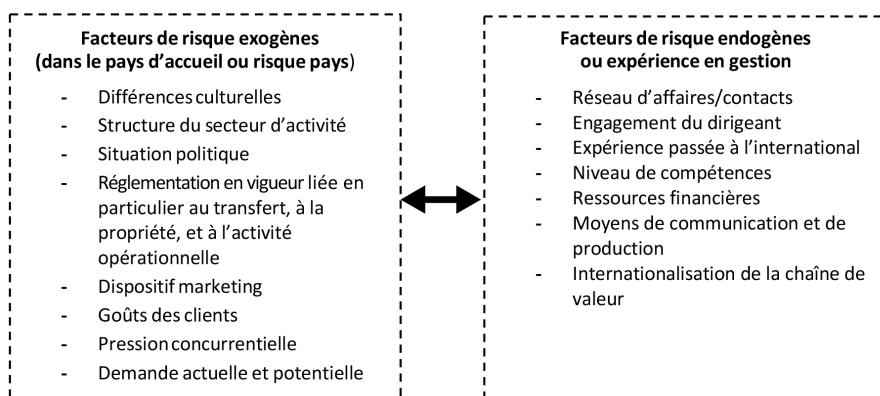 Facteurs de risque exogènes
(dans le pays d’accueil ou risque pays)
- Différences culturelles
- Structure du secteur d’activité
- Situation politique
- Réglementation en vigueur liée en
particulier au transfert, à la
propriété, et à l’activité
opérationnelle
- Dispositif marketing
- Goûts des clients
- Pression concurrentielle
- Demande actuelle et potentielle
Facteurs de risque endogènes
ou expérience en gestion
- Réseau d’affaires/contacts
- Engagement du dirigeant
- Expérience passée à l’international
- Niveau de compétences
- Ressources financières
- Moyens de communication et de
production
- Internationalisation de la chaîne de
valeur